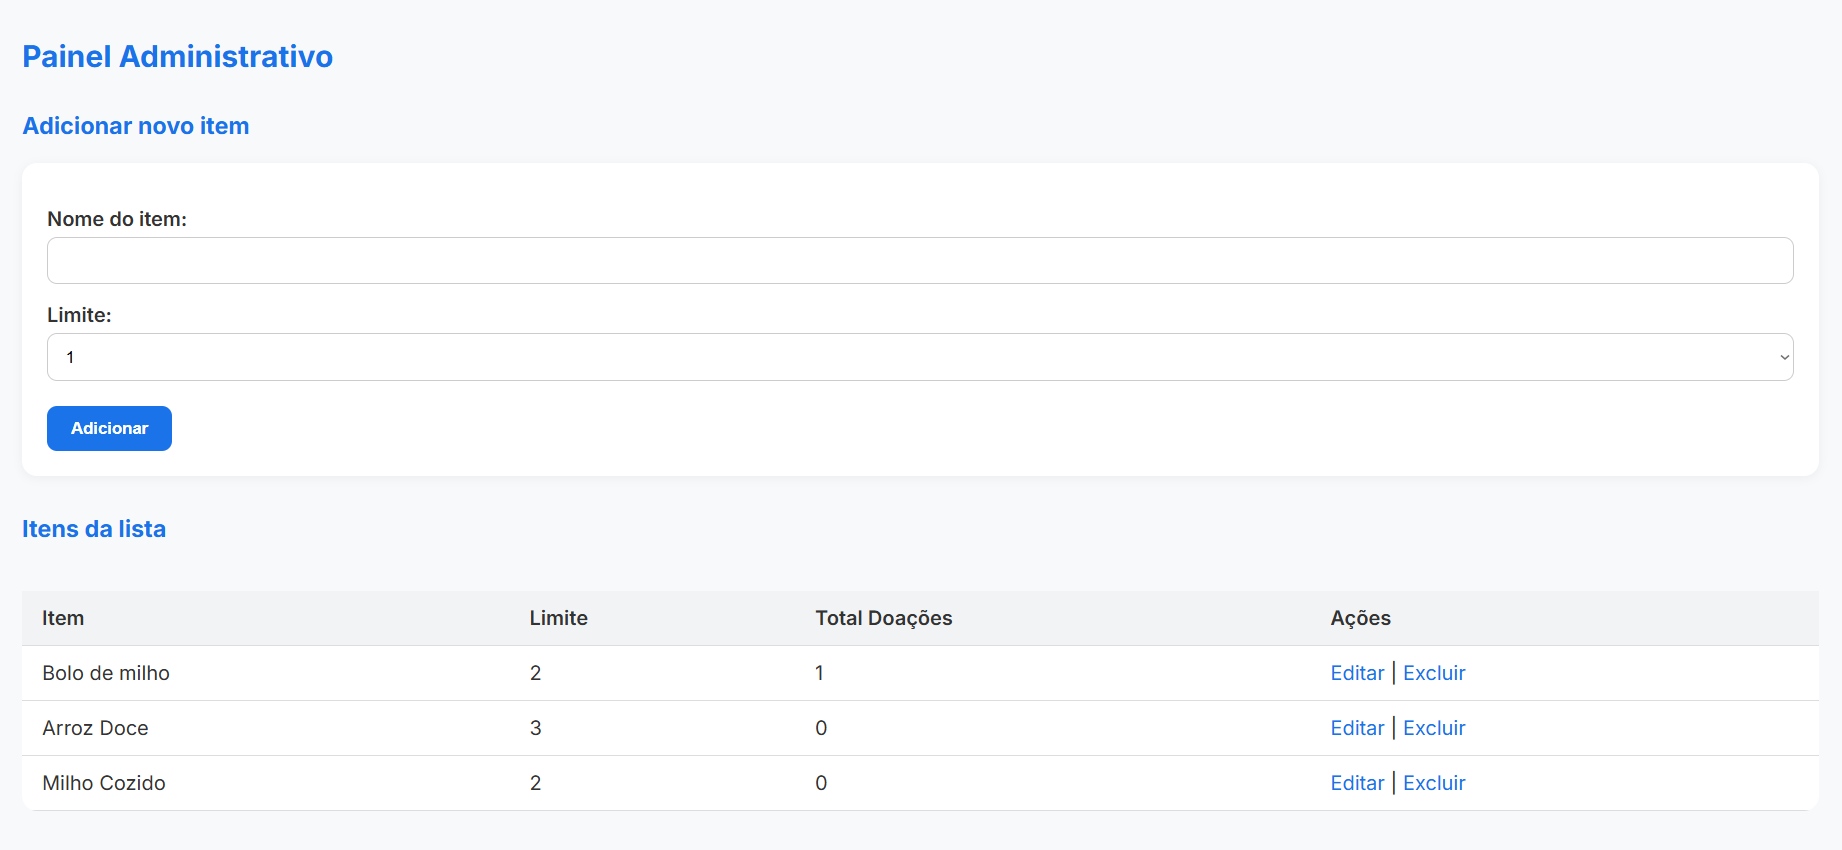 Painel Administrativo
Adicionar novo item
Nome do item:
Limite:
1
Adicionar
Itens da lista
Item Limite Total Doações Ações
Bolo de milho 2 1 Editar | Excluir
Arroz Doce 3 0 Editar | Excluir
Milho Cozido 2 0 Editar | Excluir